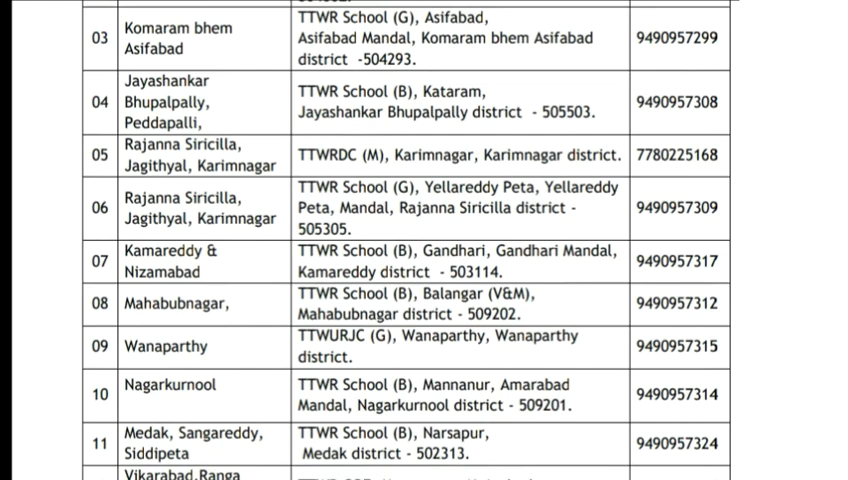 03
Komaram bhem
Asifabad
TTWR School (G), Asifabad,
Asifabad Mandal, Komaram bhem Asifabad
district -504293.
9490957299
04
Jayashankar
Bhupalpally,
Peddapalli,
TTWR School (B), Kataram,
Jayashankar Bhupalpally district - 505503.
9490957308
05
Rajanna Siricilla,
Jagithyal, Karimnagar
TTWRDC (M), Karimnagar, Karimnagar district.
7780225168
06
Rajanna Siricilla,
Jagithyal, Karimnagar
TTWR School (G), Yellareddy Peta, Yellareddy
Peta, Mandal, Rajanna Siricilla district -
505305.
9490957309
07
Kamareddy &
Nizamabad
TTWR School (B), Gandhari, Gandhari Mandal,
Kamareddy district - 503114.
9490957317
08
Mahabubnagar,
TTWR School (B), Balangar (V&M),
Mahabubnagar district - 509202.
9490957312
09
Wanaparthy
TTWURJC (G), Wanaparthy, Wanaparthy
district.
9490957315
10
Nagarkurnool
TTWR School (B), Mannanur, Amarabad
Mandal, Nagarkurnool district - 509201.
9490957314
11
Medak, Sangareddy,
Siddipeta
TTWR School (B), Narsapur,
Medak district - 502313.
9490957324
Vikarabad,Ranga